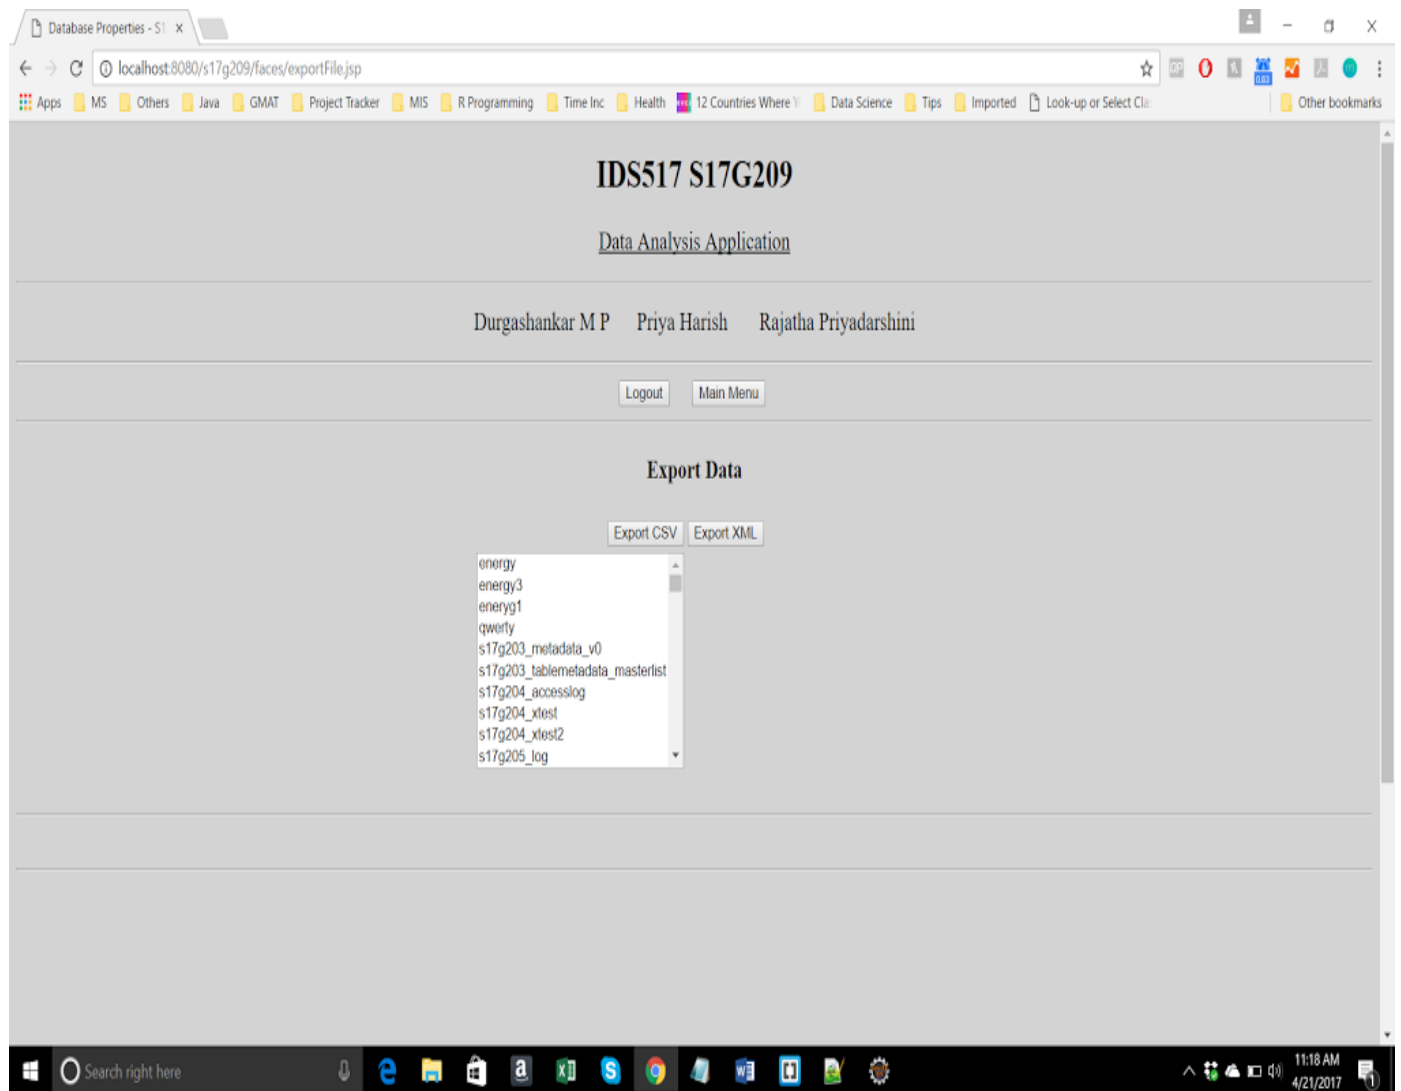 Database Properties - S1
localhost:8080/s17g209/faces/exportFile.jsp
Apps MS Others Java GMAT Project Tracker MIS R Programming Time Inc Health 12 Countries Where Data Science Tips Imported Look-up or Select Cla Other bookmarks
IDS517 S17G209
Data Analysis Application
Durgashankar M P Priya Harish Rajatha Priyadarshini
Logout Main Menu
Export Data
Export CSV Export XML
energy
energy3
eneryg1
qwerty
s17g203_metadata_v0
s17g203_tablemetadata_masterlist
s17g204_accesslog
s17g204_xtest
s17g204_xtest2
s17g205_log
Search right here
11:18 AM
4/21/2017